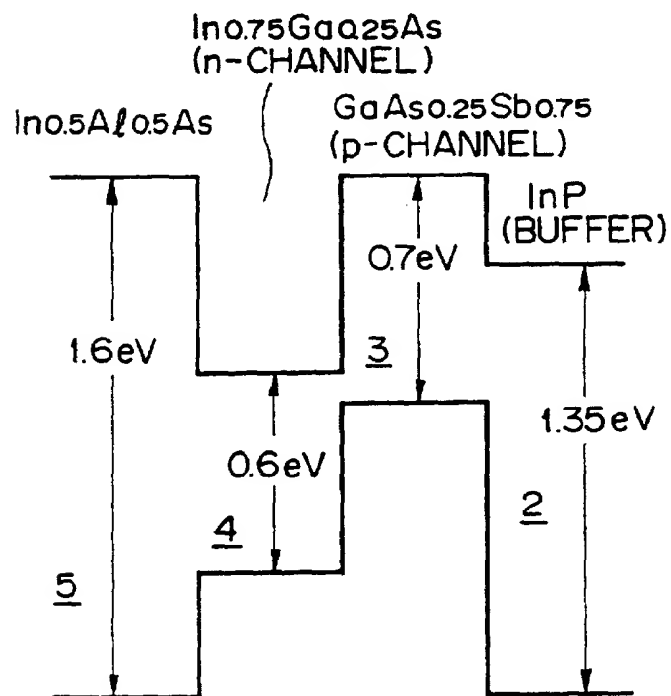 In0.75Ga0.25As
(n-CHANNEL)
In0.5Al0.5As
GaAs0.25Sb0.75
(p-CHANNEL)
InP
(BUFFER)
0.7eV
1.6eV
3
1.35eV
0.6eV
2
4
5